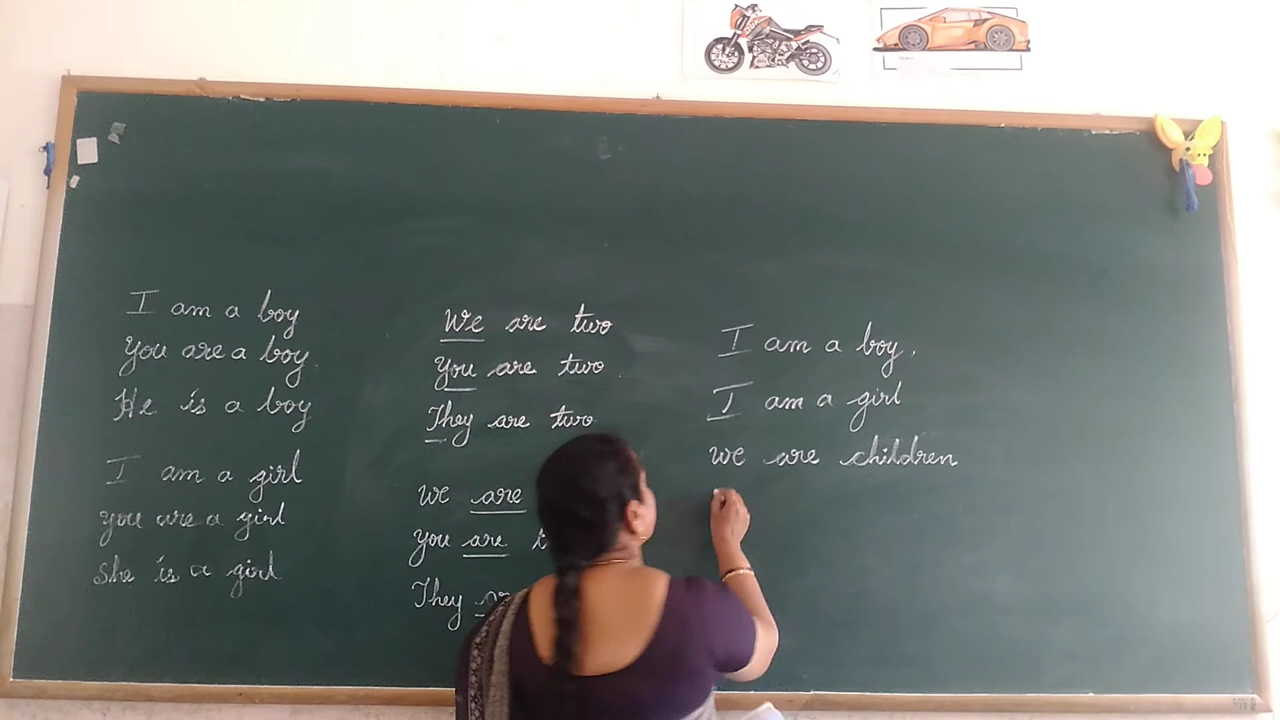 I am a boy
You are a boy.
He is a boy
I am a girl
you are a girl
she is a girl
We are two
You are two
They are two
we are
you are
They
I am a boy.
I am a girl
we are children